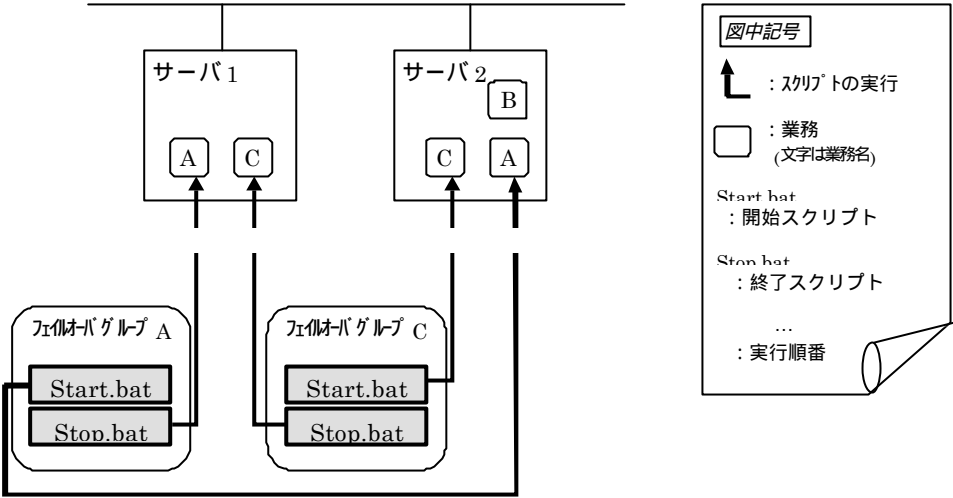 サーバ 1
サーバ 2
B
A
C
C
A
フェイルオーバグループ A
Start.bat
Stop.bat
フェイルオーバグループ C
Start.bat
Stop.bat
図中記号
：スクリプトの実行
：業務
(文字は業務名)
Start.bat
：開始スクリプト
Stop.bat
：終了スクリプト
…
：実行順番